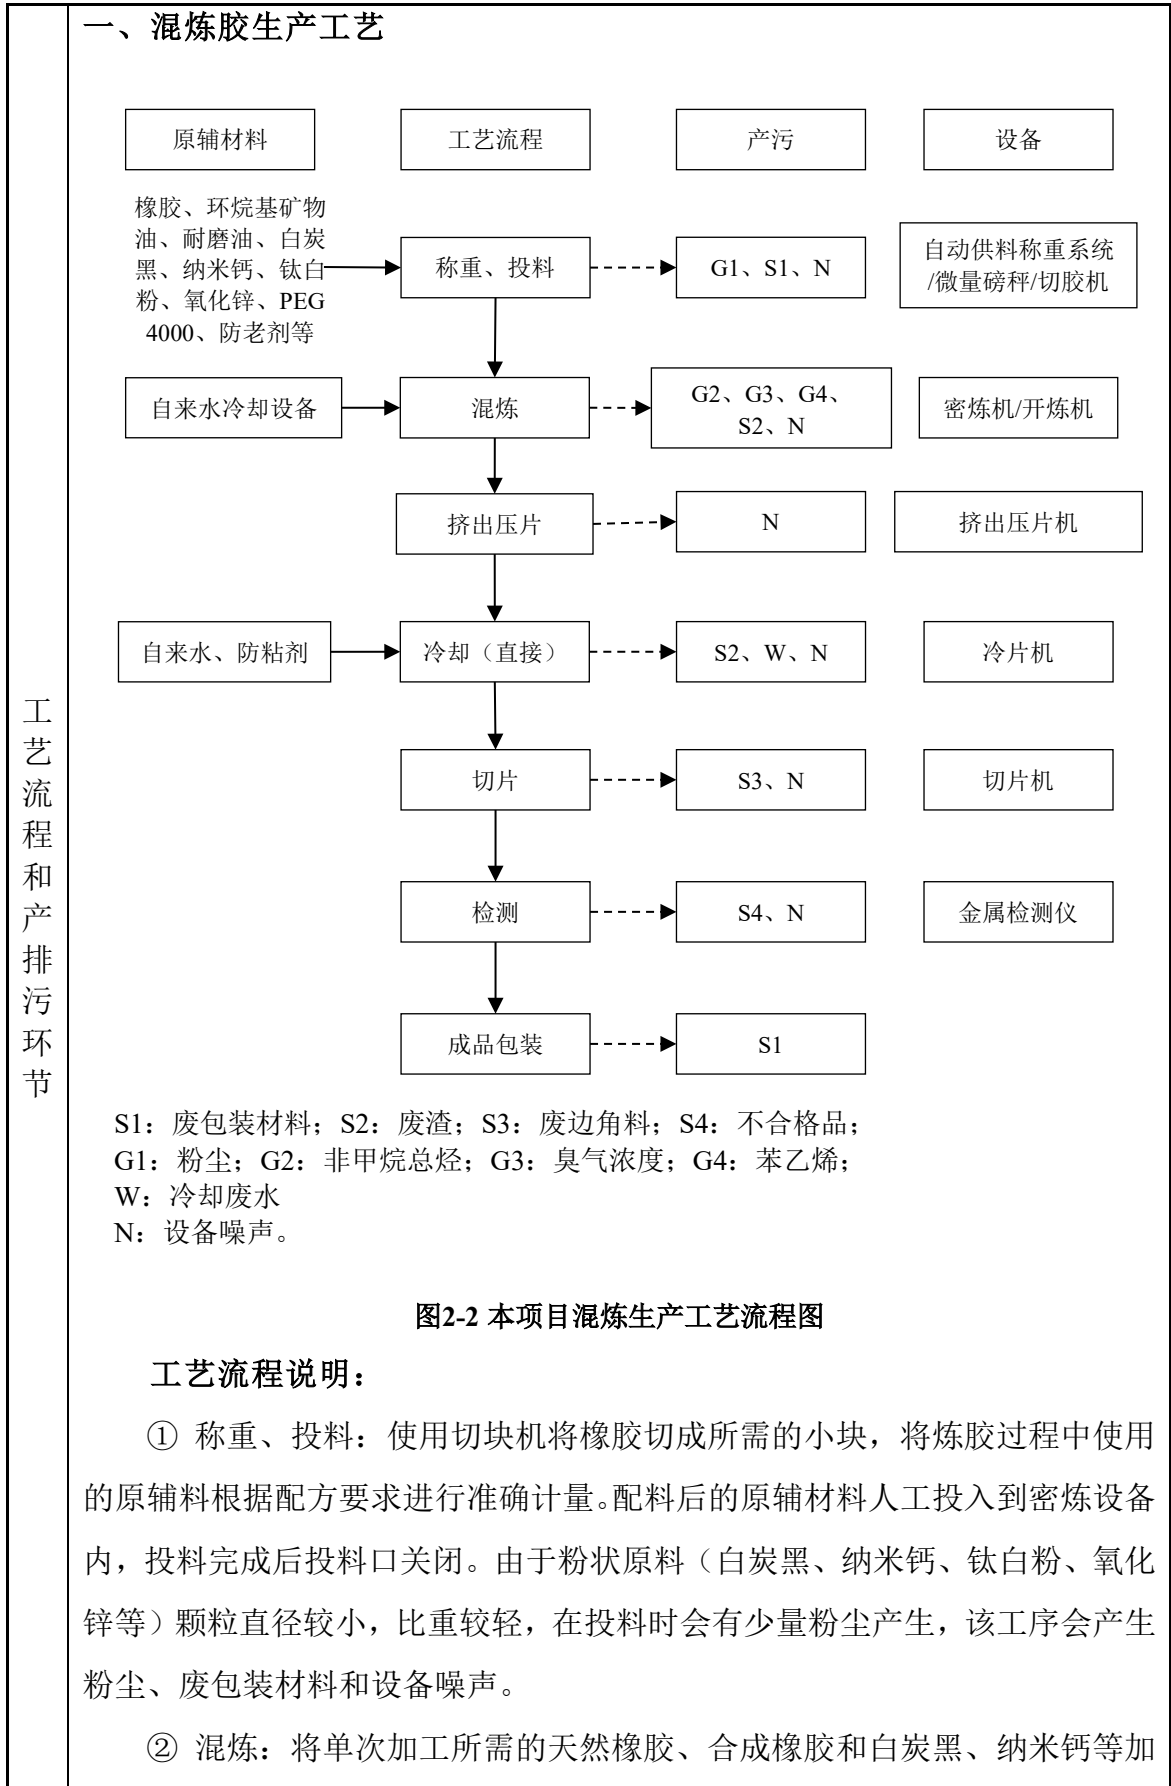 一、混炼胶生产工艺
原辅材料
工艺流程
产污
设备
橡胶、环烷基矿物
油、耐磨油、白炭
黑、纳米钙、钛白
粉、氧化锌、PEG
4000、防老剂等
称重、投料
G1、S1、N
自动供料称重系统
/微量磅秤/切胶机
自来水冷却设备
混炼
G2、G3、G4、
S2、N
密炼机/开炼机
挤出压片
N
挤出压片机
自来水、防粘剂
冷却（直接）
S2、W、N
冷片机
切片
S3、N
切片机
检测
S4、N
金属检测仪
成品包装
S1
工
艺
流
程
和
产
排
污
环
节
S1：废包装材料；S2：废渣；S3：废边角料；S4：不合格品；
G1：粉尘；G2：非甲烷总烃；G3：臭气浓度；G4：苯乙烯；
W：冷却废水
N：设备噪声。
图2-2 本项目混炼生产工艺流程图
工艺流程说明：
① 称重、投料：使用切块机将橡胶切成所需的小块，将炼胶过程中使用
的原辅料根据配方要求进行准确计量。配料后的原辅材料人工投入到密炼设备
内，投料完成后投料口关闭。由于粉状原料（白炭黑、纳米钙、钛白粉、氧化
锌等）颗粒直径较小，比重较轻，在投料时会有少量粉尘产生，该工序会产生
粉尘、废包装材料和设备噪声。
② 混炼：将单次加工所需的天然橡胶、合成橡胶和白炭黑、纳米钙等加